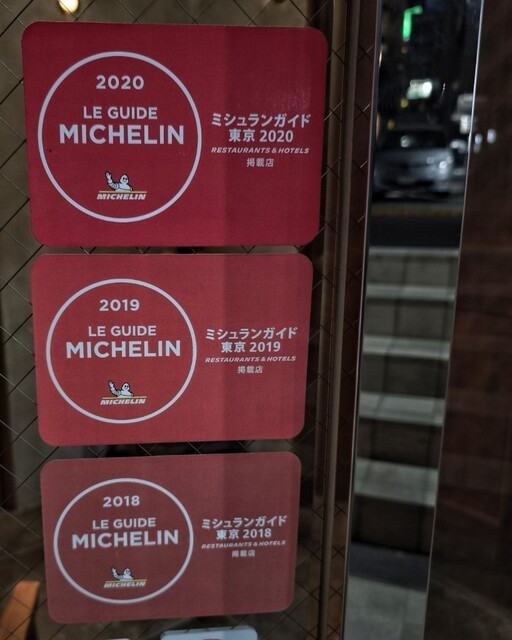 2020
LE GUIDE
MICHELIN
MICHELIN
ミシュランガイド
東京 2020
RESTAURANTS & HOTELS
掲載店
2019
LE GUIDE
MICHELIN
MICHELIN
ミシュランガイド
東京 2019
RESTAURANTS & HOTELS
掲載店
2018
LE GUIDE
MICHELIN
MICHELIN
ミシュランガイド
東京 2018
RESTAURANTS & HOTELS
掲載店